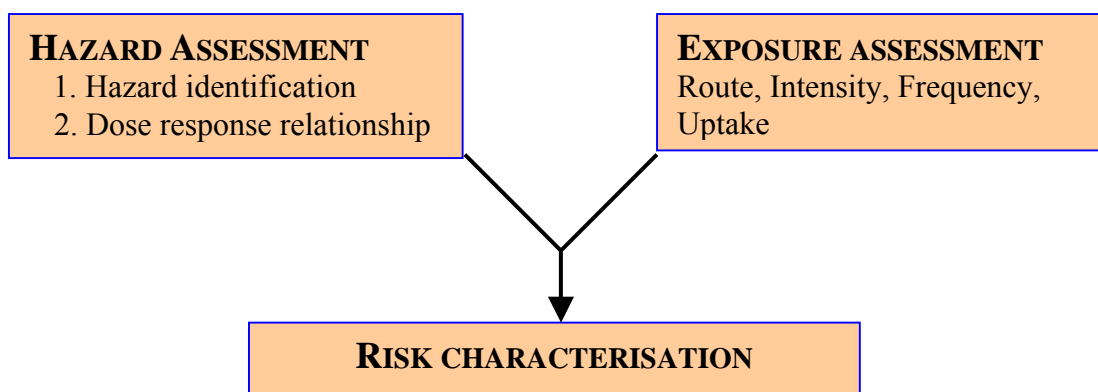 HAZARD ASSESSMENT
1. Hazard identification
2. Dose response relationship
EXPOSURE ASSESSMENT
Route, Intensity, Frequency,
Uptake
RISK CHARACTERISATION